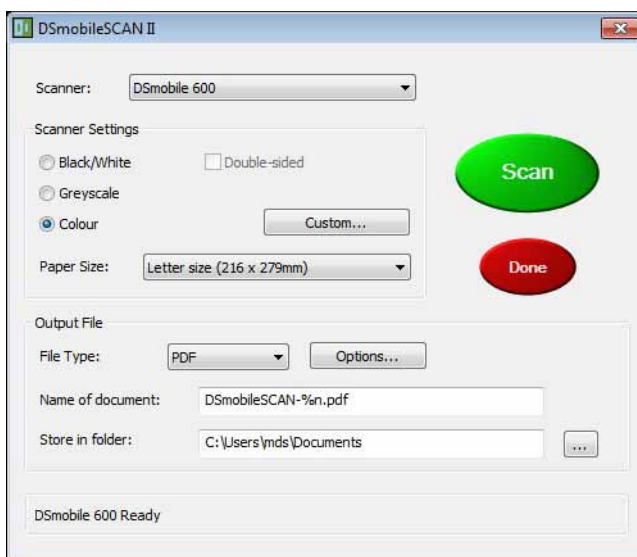 DSmobileSCAN II
Scanner: DSmobile 600
Scanner Settings
Black/White Double-sided
Greyscale
Colour Custom...
Paper Size: Letter size (216 x 279mm)
Scan
Done
Output File
File Type: PDF Options...
Name of document: DSmobileSCAN-%n.pdf
Store in folder: C:\Users\mds\Documents ...
DSmobile 600 Ready